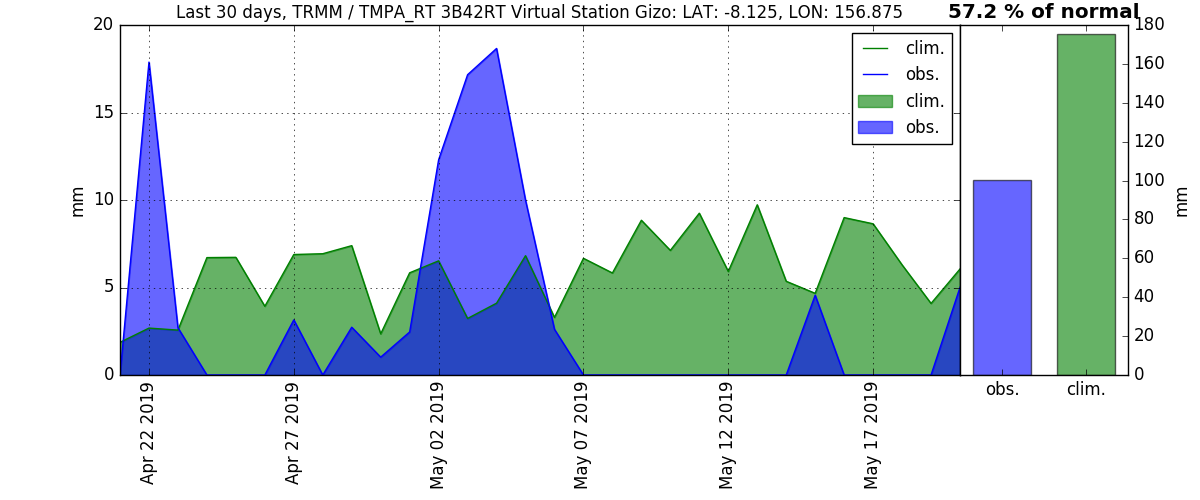 Last 30 days, TRMM / TMPA_RT 3B42RT Virtual Station Gizo: LAT: -8.125, LON: 156.875
57.2 % of normal
20
15
10
5
0
mm
clim.
obs.
clim.
obs.
Apr 22 2019
Apr 27 2019
May 02 2019
May 07 2019
May 12 2019
May 17 2019
180
160
140
120
100
80
60
40
20
0
mm
obs.
clim.